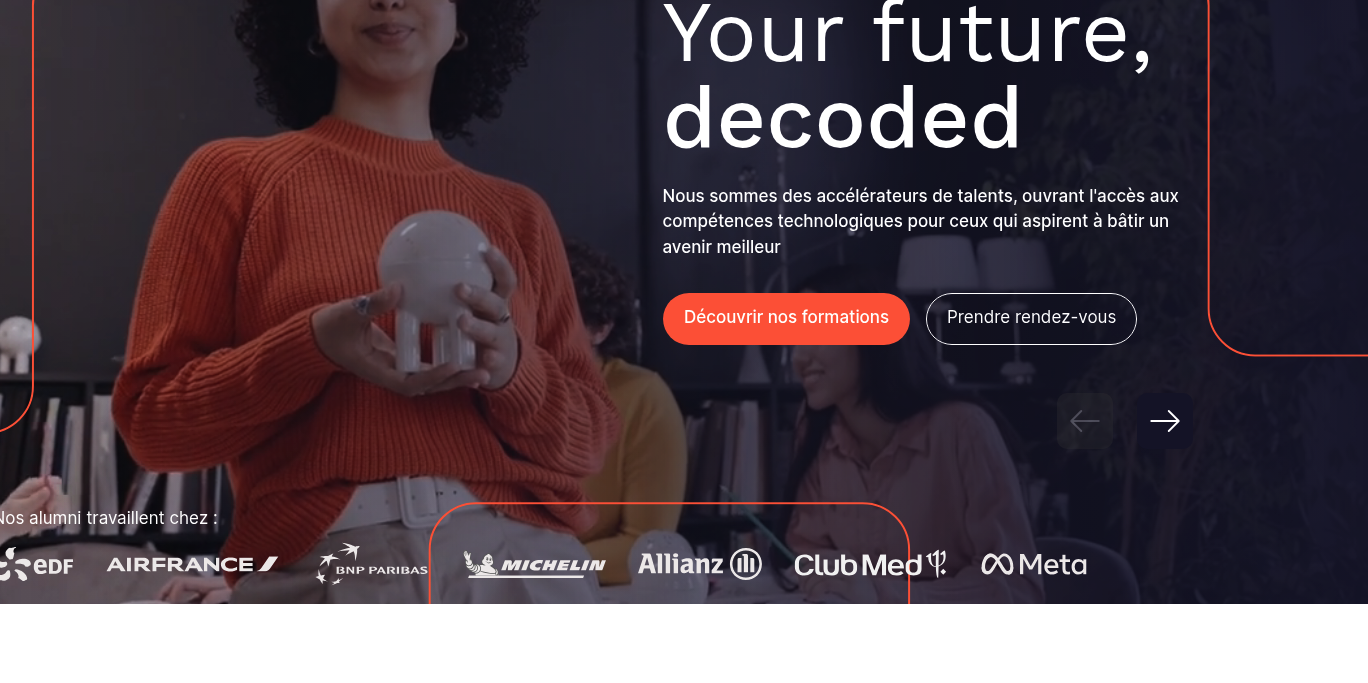 Your future,
decoded
Nous sommes des accélérateurs de talents, ouvrant l'accès aux
compétences technologiques pour ceux qui aspirent à bâtir un
avenir meilleur
Découvrir nos formations
Prendre rendez-vous
Nos alumni travaillent chez :
EDF
AIRFRANCE
BNP PARIBAS
MICHELIN
Allianz
Club Med
Meta